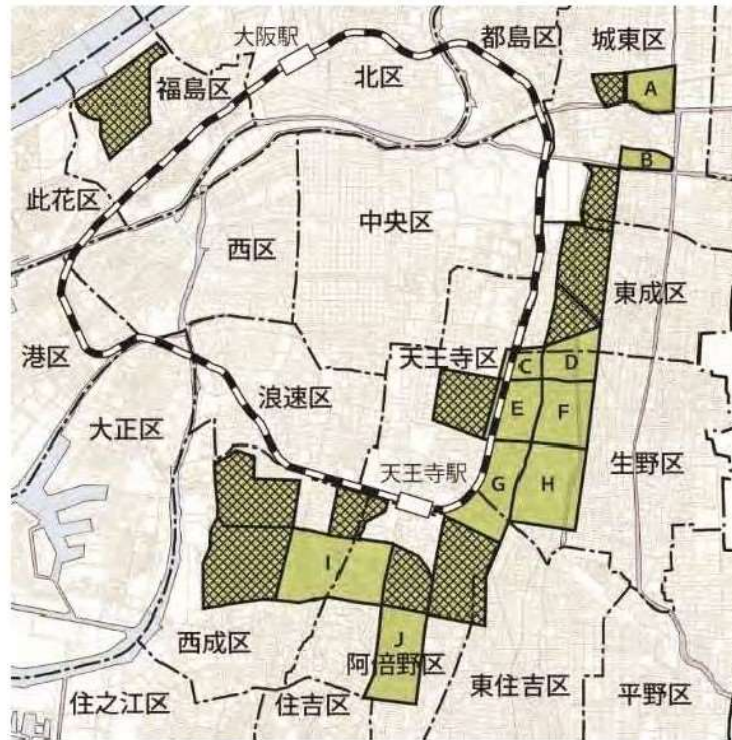 大阪駅
都島区
城東区
北区
福島区
A
B
此花区
中央区
西区
東成区
港区
天王寺区
C
D
浪速区
E
F
大正区
生野区
天王寺駅
G
H
I
西成区
J
阿倍野区
東住吉区
平野区
住之江区
住吉区